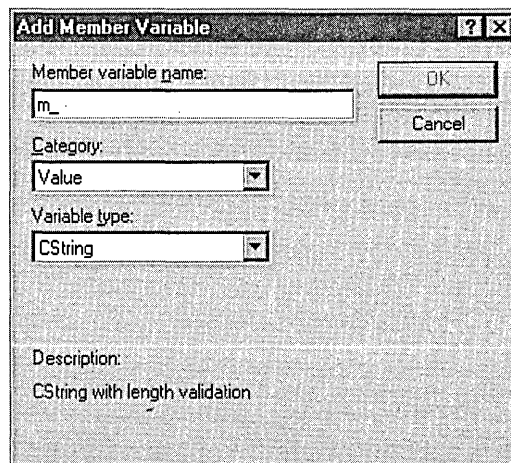 Add Member Variable
Member variable name:
m_
OK
Cancel
Category:
Value
Variable type:
CString
Description:
CString with length validation